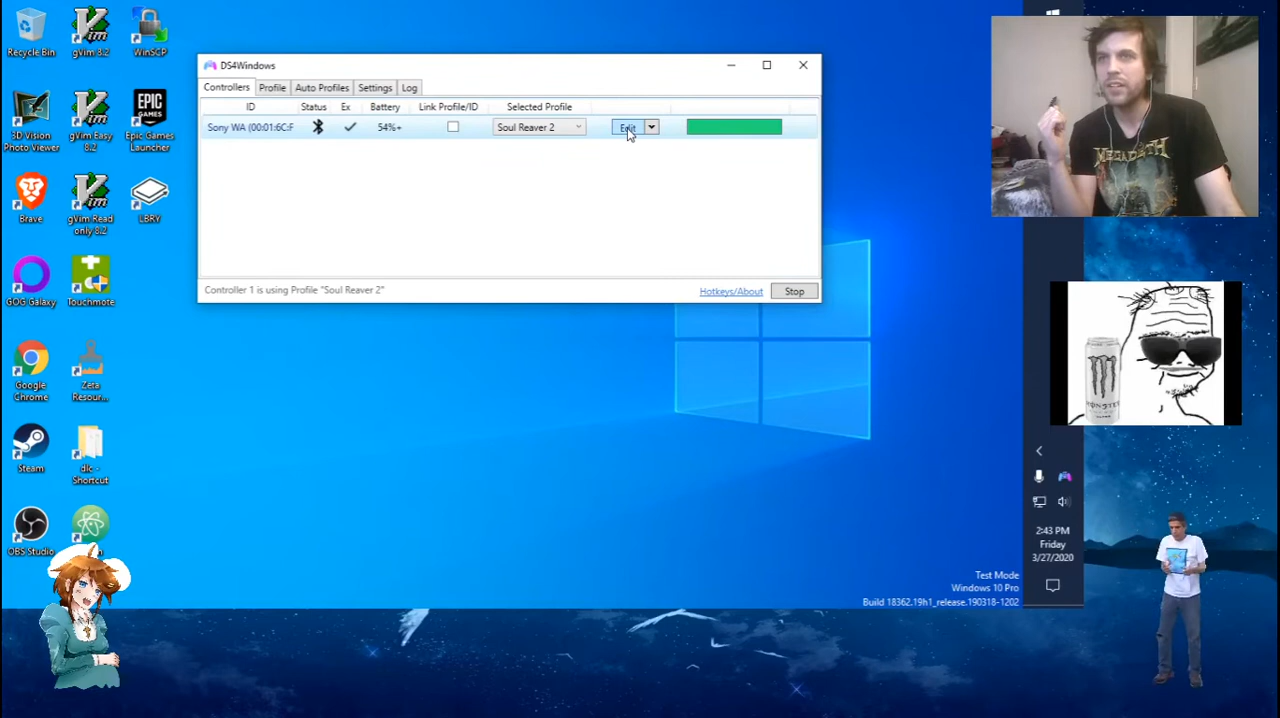 Recycle Bin
gVim 8.2
WinSCP
3D Vision
Photo Viewer
gVim Easy
8.2
EPIC
GAMES
Epic Games
Launcher
Brave
gVim Read
only 8.2
LBRY
GOG Galaxy
Touchmote
Google
Chrome
Zeta
Resour...
Steam
dlc -
Shortcut
OBS Studio
DS4Windows
Controllers
Profile
Auto Profiles
Settings
Log
ID
Status
Ex
Battery
Link Profile/ID
Selected Profile
Sony WA (00:01:6C:F
54%+
Soul Reaver 2
Edit
Controller 1 is using Profile "Soul Reaver 2"
Hotkeys/About
Stop
MEGADETH
MONSTER
2:43 PM
Friday
3/27/2020
Test Mode
Windows 10 Pro
Build 18362.19h1_release.190318-1202